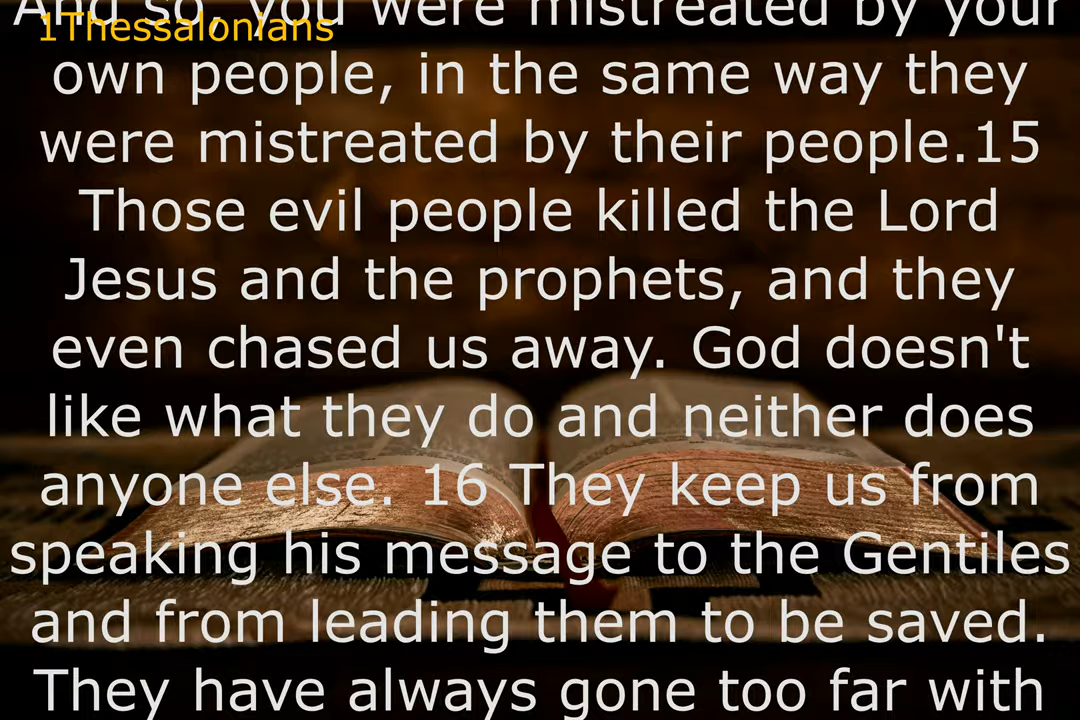 And so, you were mistreated by your
1Thessalonians
own people, in the same way they
were mistreated by their people.15
Those evil people killed the Lord
Jesus and the prophets, and they
even chased us away. God doesn't
like what they do and neither does
anyone else. 16 They keep us from
speaking his message to the Gentiles
and from leading them to be saved.
They have always gone too far with